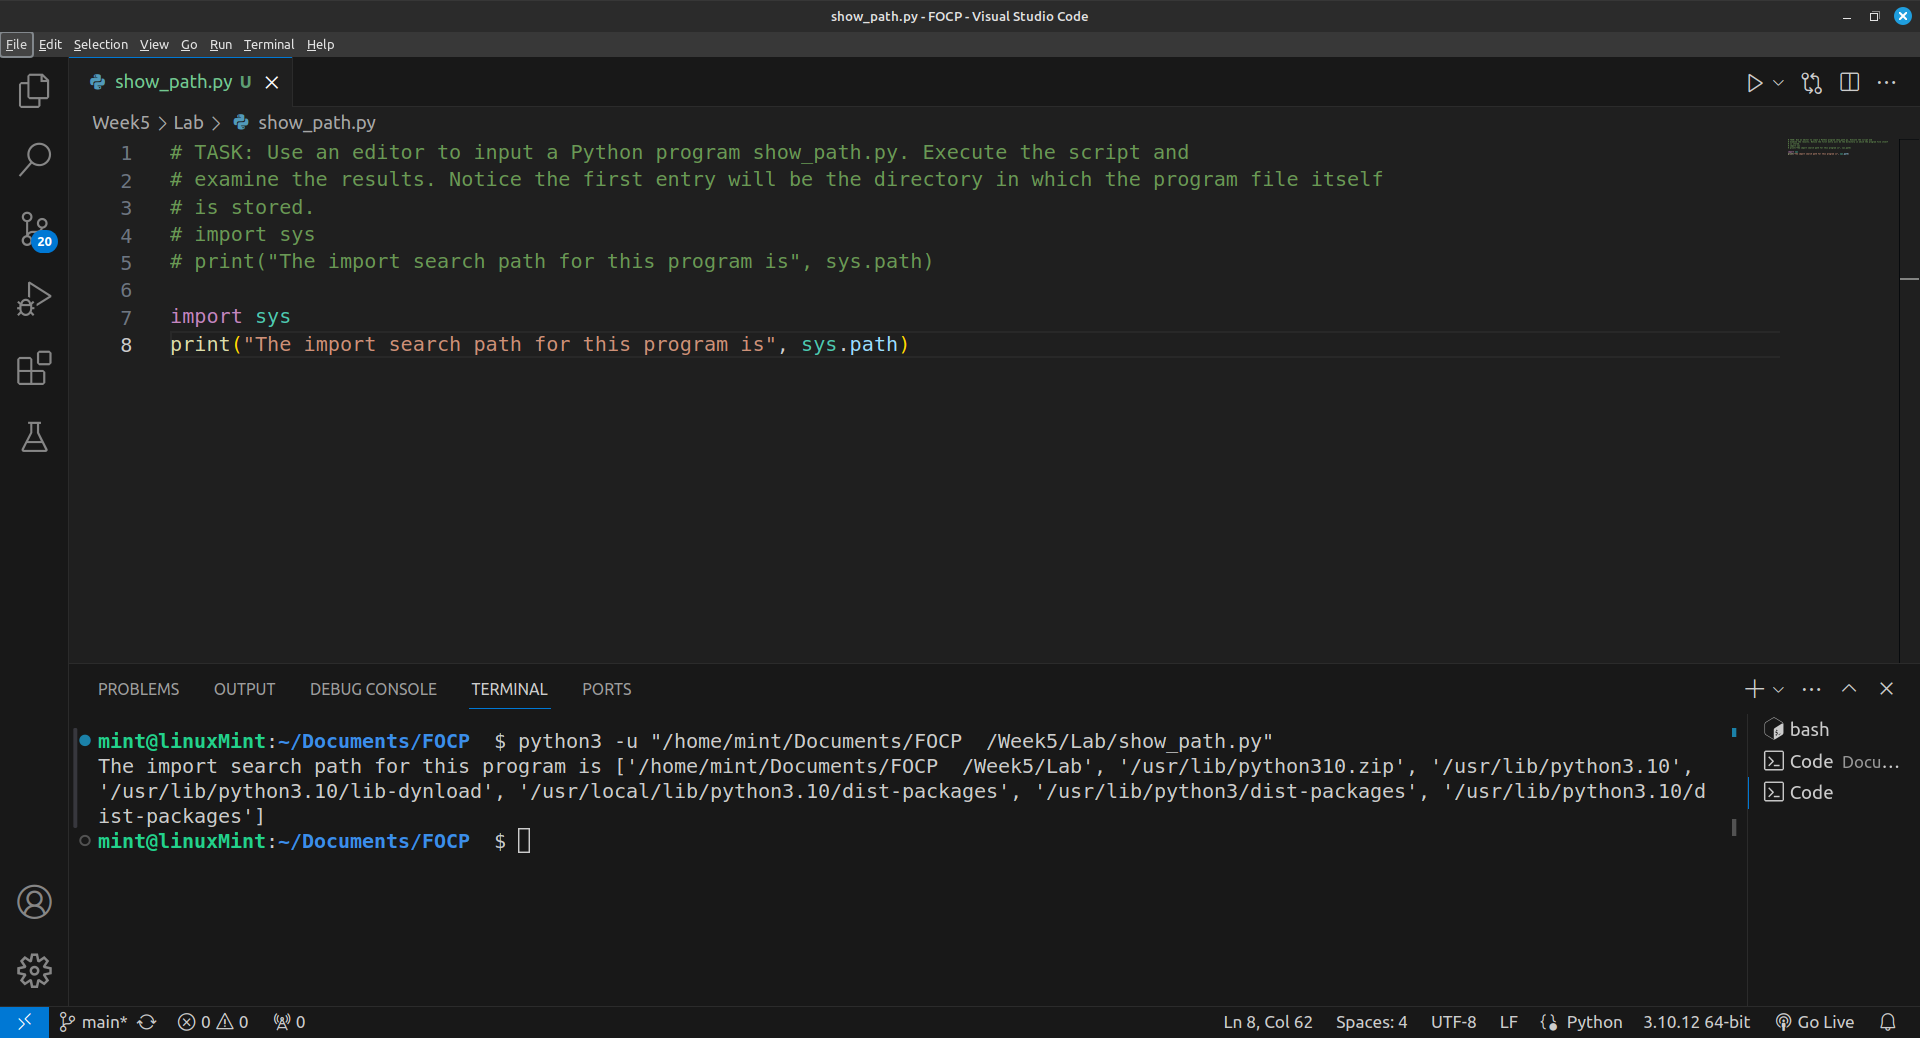 show_path.py - FOCP - Visual Studio Code
File Edit Selection View Go Run Terminal Help
show_path.py U
Week5 > Lab > show_path.py
1 # TASK: Use an editor to input a Python program show_path.py. Execute the script and
2 # examine the results. Notice the first entry will be the directory in which the program file itself
3 # is stored.
4 # import sys
5 # print("The import search path for this program is", sys.path)
6
7 import sys
8 print("The import search path for this program is", sys.path)
20
PROBLEMS OUTPUT DEBUG CONSOLE TERMINAL PORTS
mint@linuxMint:~/Documents/FOCP  $ python3 -u "/home/mint/Documents/FOCP  /Week5/Lab/show_path.py"
The import search path for this program is ['/home/mint/Documents/FOCP  /Week5/Lab', '/usr/lib/python310.zip', '/usr/lib/python3.10',
'/usr/lib/python3.10/lib-dynload', '/usr/local/lib/python3.10/dist-packages', '/usr/lib/python3/dist-packages', '/usr/lib/python3.10/d
ist-packages']
mint@linuxMint:~/Documents/FOCP  $
bash
Code Docu...
Code
main* 0 0 0 Ln 8, Col 62 Spaces: 4 UTF-8 LF Python 3.10.12 64-bit Go Live